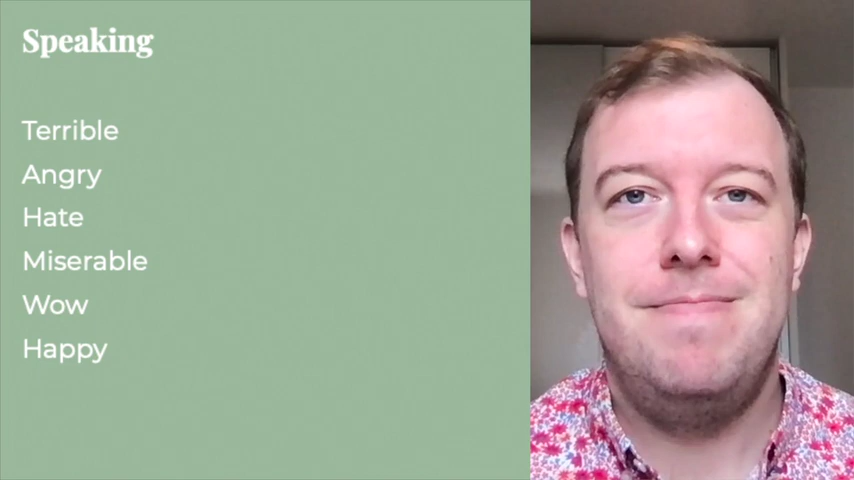 Speaking
Terrible
Angry
Hate
Miserable
Wow
Happy